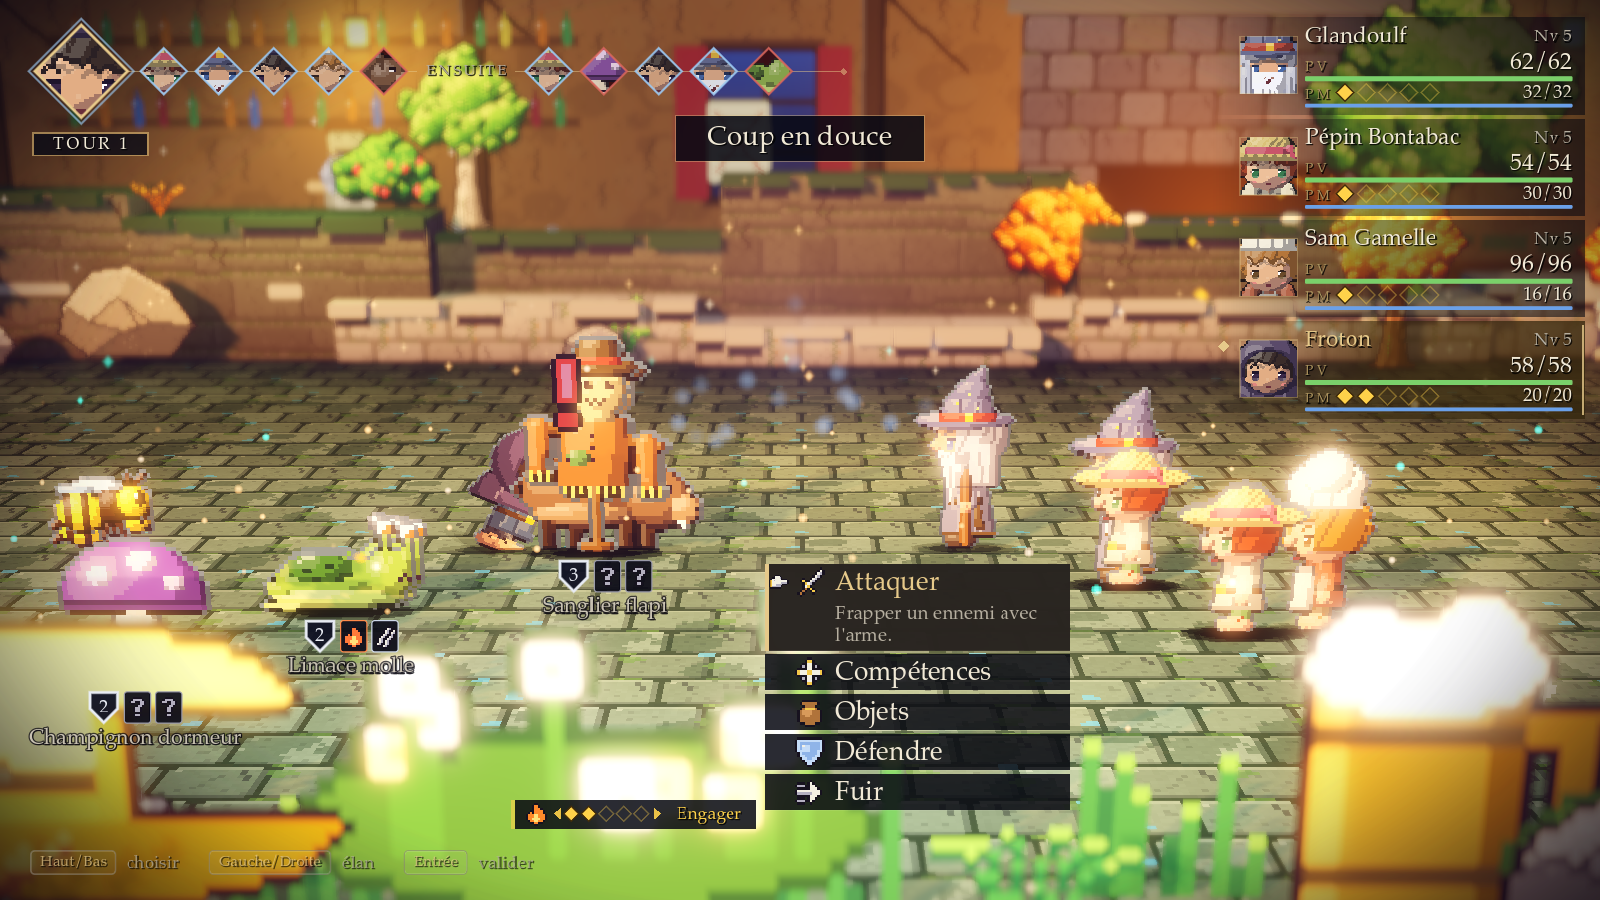 ENSUITE
TOUR 1
Coup en douce
Glandoulf Nv 5
PV 62/62
PM 32/32
Pépin Bontabac Nv 5
PV 54/54
PM 30/30
Sam Gamelle Nv 5
PV 96/96
PM 16/16
Froton Nv 5
PV 58/58
PM 20/20
3 ? ?
Sanglier flapi
2
Limace molle
2 ? ?
Champignon dormeur
Attaquer
Frapper un ennemi avec
l'arme.
Compétences
Objets
Défendre
Fuir
Engager
Haut/Bas choisir Gauche/Droite élan Entrée valider